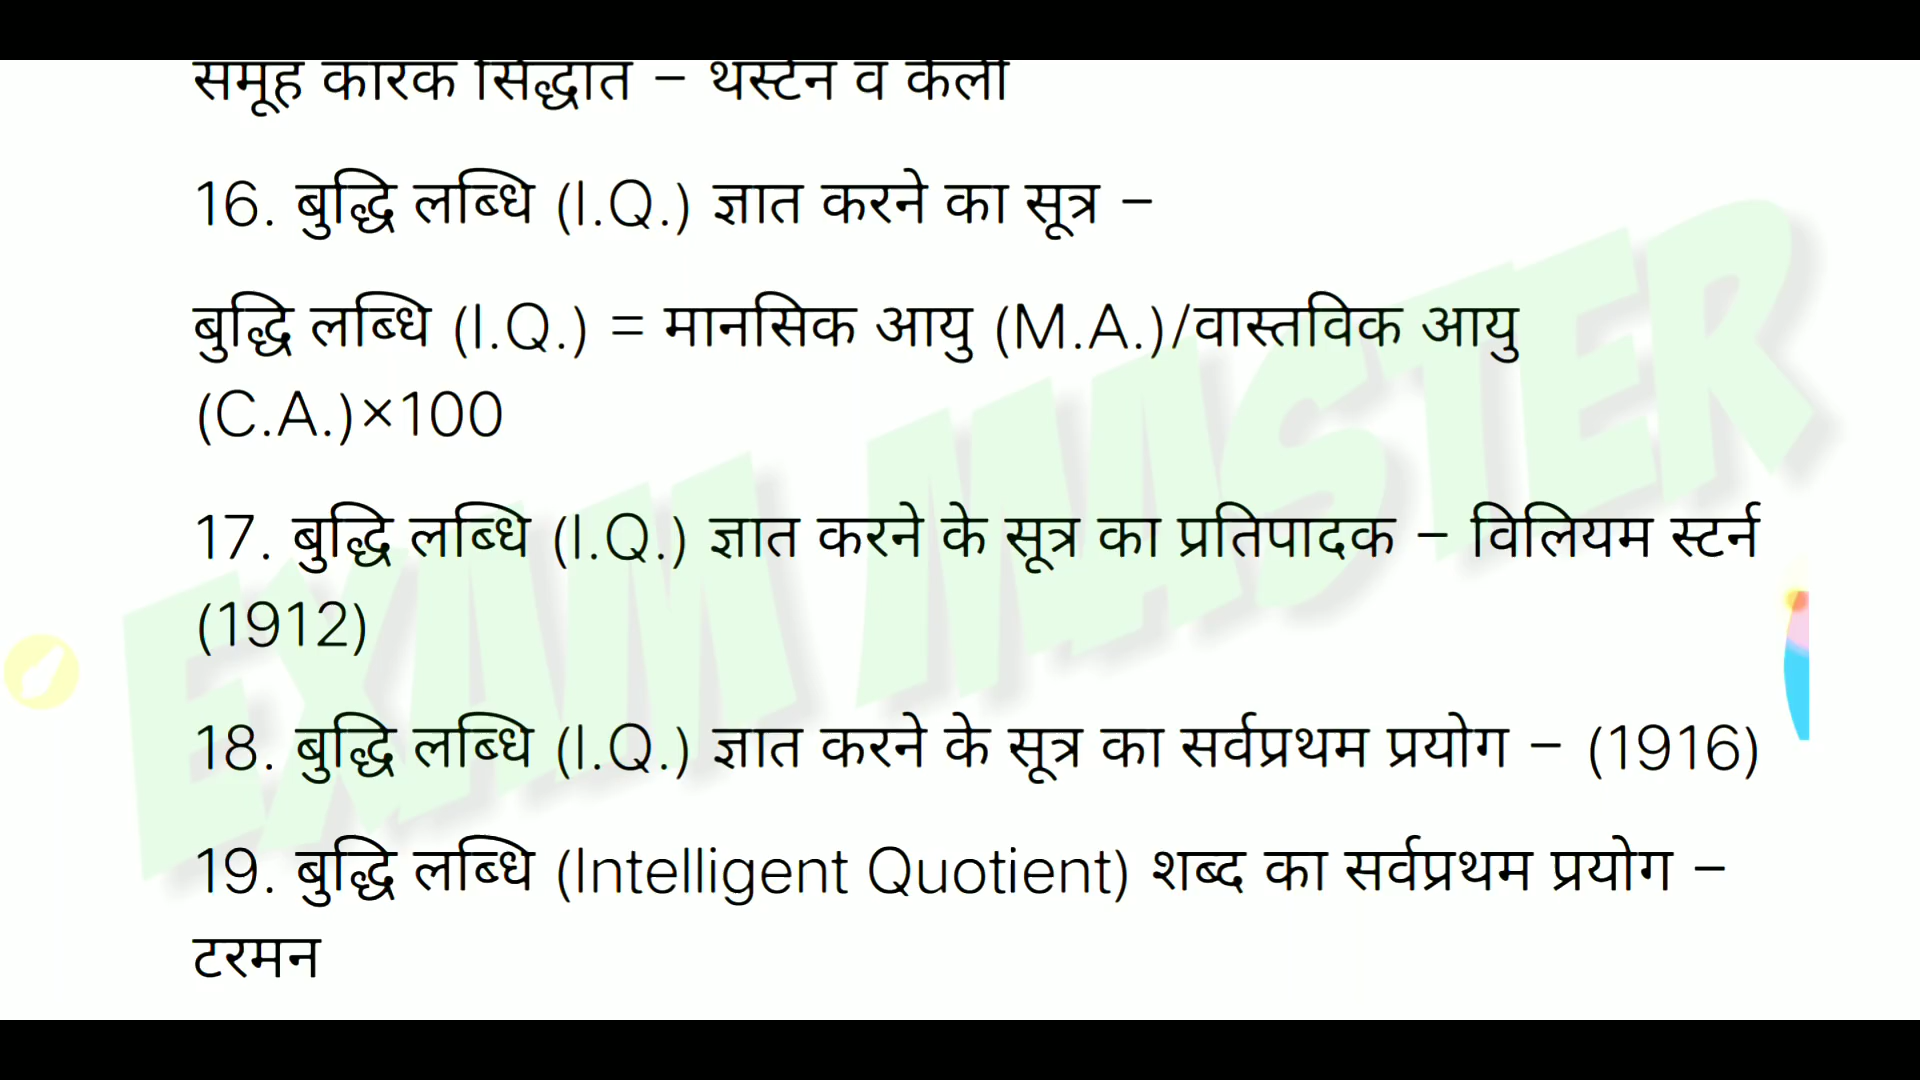 समूह कारक सिद्धांत – थर्स्टन व केली
16. बुद्धि लब्धि (I.Q.) ज्ञात करने का सूत्र –
बुद्धि लब्धि (I.Q.) = मानसिक आयु (M.A.)/वास्तविक आयु
(C.A.)×100
17. बुद्धि लब्धि (I.Q.) ज्ञात करने के सूत्र का प्रतिपादक – विलियम स्टर्न
(1912)
18. बुद्धि लब्धि (I.Q.) ज्ञात करने के सूत्र का सर्वप्रथम प्रयोग – (1916)
19. बुद्धि लब्धि (Intelligent Quotient) शब्द का सर्वप्रथम प्रयोग –
टरमन
EXAM MASTER